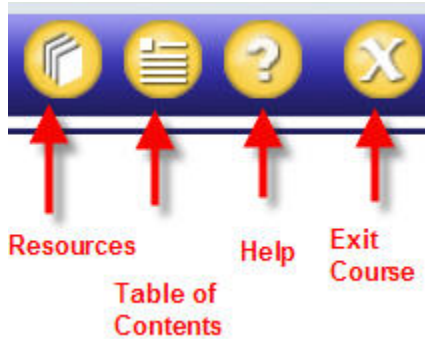 ? X
Resources
Table of
Contents
Help
Exit
Course